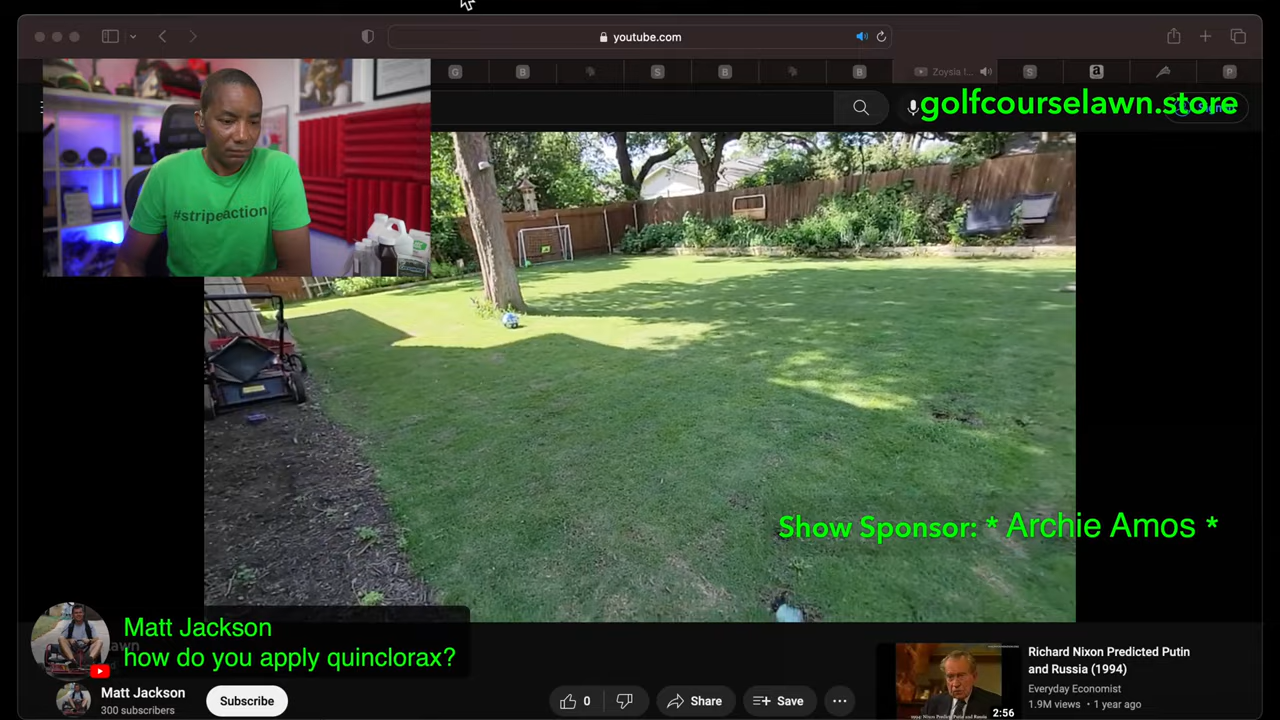 youtube.com
G
B
S
B
B
Zoysia l...
S
a
P
golfcourselawn.store
#stripeaction
Show Sponsor: * Archie Amos *
Matt Jackson
how do you apply quinclorax?
Matt Jackson
300 subscribers
Subscribe
0
Share
Save
Richard Nixon Predicted Putin
and Russia (1994)
Everyday Economist
1.9M views • 1 year ago
2:56